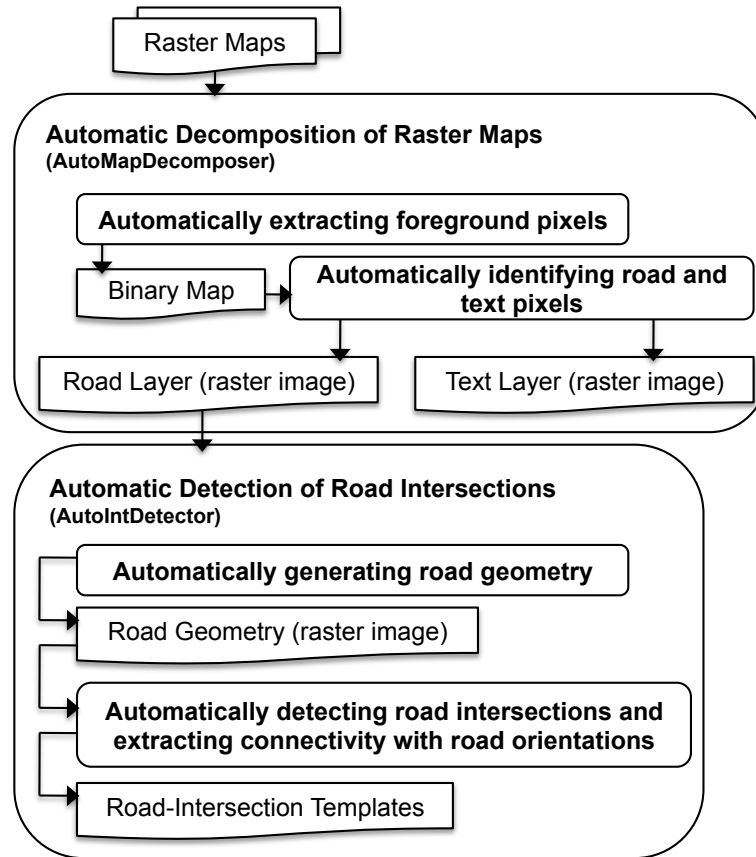 Raster Maps
Automatic Decomposition of Raster Maps
(AutoMapDecomposer)
Automatically extracting foreground pixels
Binary Map
Automatically identifying road and
text pixels
Road Layer (raster image)
Text Layer (raster image)
Automatic Detection of Road Intersections
(AutoIntDetector)
Automatically generating road geometry
Road Geometry (raster image)
Automatically detecting road intersections and
extracting connectivity with road orientations
Road-Intersection Templates